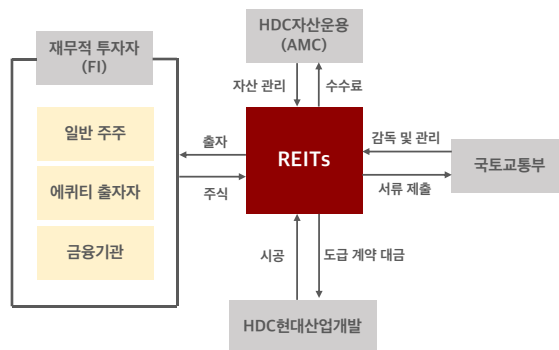 HDC자산운용
(AMC)
재무적 투자자
(FI)
자산 관리
수수료
일반 주주
에퀴티 출자자
금융기관
출자
주식
REITs
감독 및 관리
서류 제출
국토교통부
시공
도급 계약 대금
HDC현대산업개발